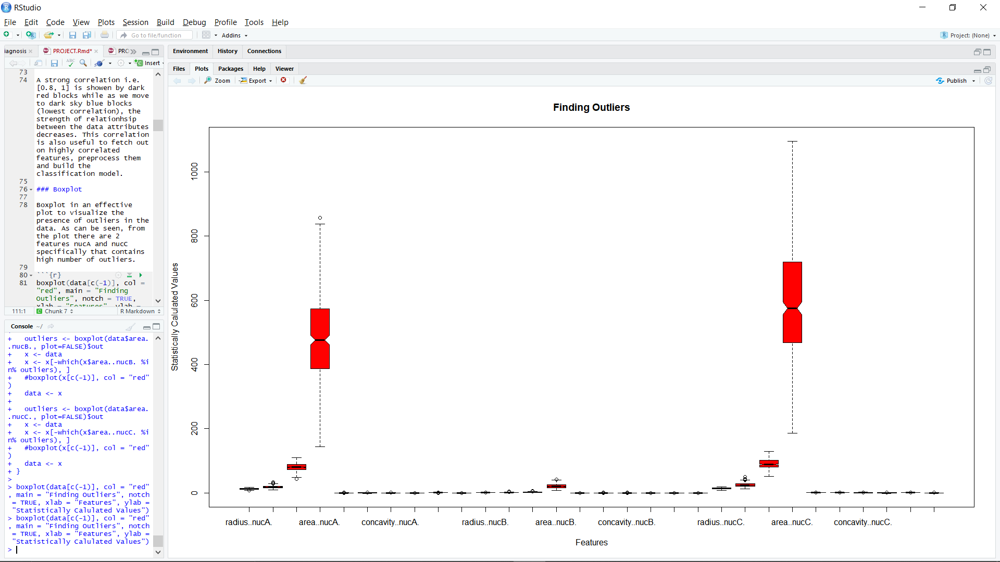 RStudio
File Edit Code View Plots Session Build Debug Profile Tools Help
Go to file/function Addins Project: (None)
iagnosis PROJECT.Rmd* PRO
ABC Insert
73
74 A strong correlation i.e.
[0.8, 1] is showen by dark
red blocks while as we move
to dark sky blue blocks
(lowest correlation), the
strength of relationhsip
between the data attributes
decreases. This correlation
is also useful to fetch out
on highly correlated
features, preprocess them
and build the
classification model.
75
76 ### Boxplot
77
78 Boxplot in an effective
plot to visualize the
presence of outliers in the
data. As can be seen, from
the plot there are 2
features nucA and nucC
specifically that contains
high number of outliers.
79
80 ```{r}
81 boxplot(data[c(-1)], col =
"red", main = "Finding
Outliers", notch = TRUE,
xlab = "Features", ylab =
111:1 C Chunk 7 R Markdown
Console ~/
+   outliers <- boxplot(data$area.
.nucB., plot=FALSE)$out
+   x <- data
+   x <- x[-which(x$area..nucB. %i
n% outliers), ]
+   #boxplot(x[c(-1)], col = "red"
)
+   data <- x
+
+   outliers <- boxplot(data$area.
.nucC., plot=FALSE)$out
+   x <- data
+   x <- x[-which(x$area..nucC. %i
n% outliers), ]
+   #boxplot(x[c(-1)], col = "red"
)
+   data <- x
+ }
>
> boxplot(data[c(-1)], col = "red"
, main = "Finding Outliers", notch
 = TRUE, xlab = "Features", ylab =
 "Statistically Calulated Values")
> boxplot(data[c(-1)], col = "red"
, main = "Finding Outliers", notch
 = TRUE, xlab = "Features", ylab =
 "Statistically Calulated Values")
>
Environment History Connections
Files Plots Packages Help Viewer
Zoom Export Publish
Finding Outliers
Statistically Calulated Values
1000
800
600
400
200
0
radius..nucA. area..nucA. concavity..nucA. radius..nucB. area..nucB. concavity..nucB. radius..nucC. area..nucC. concavity..nucC.
Features